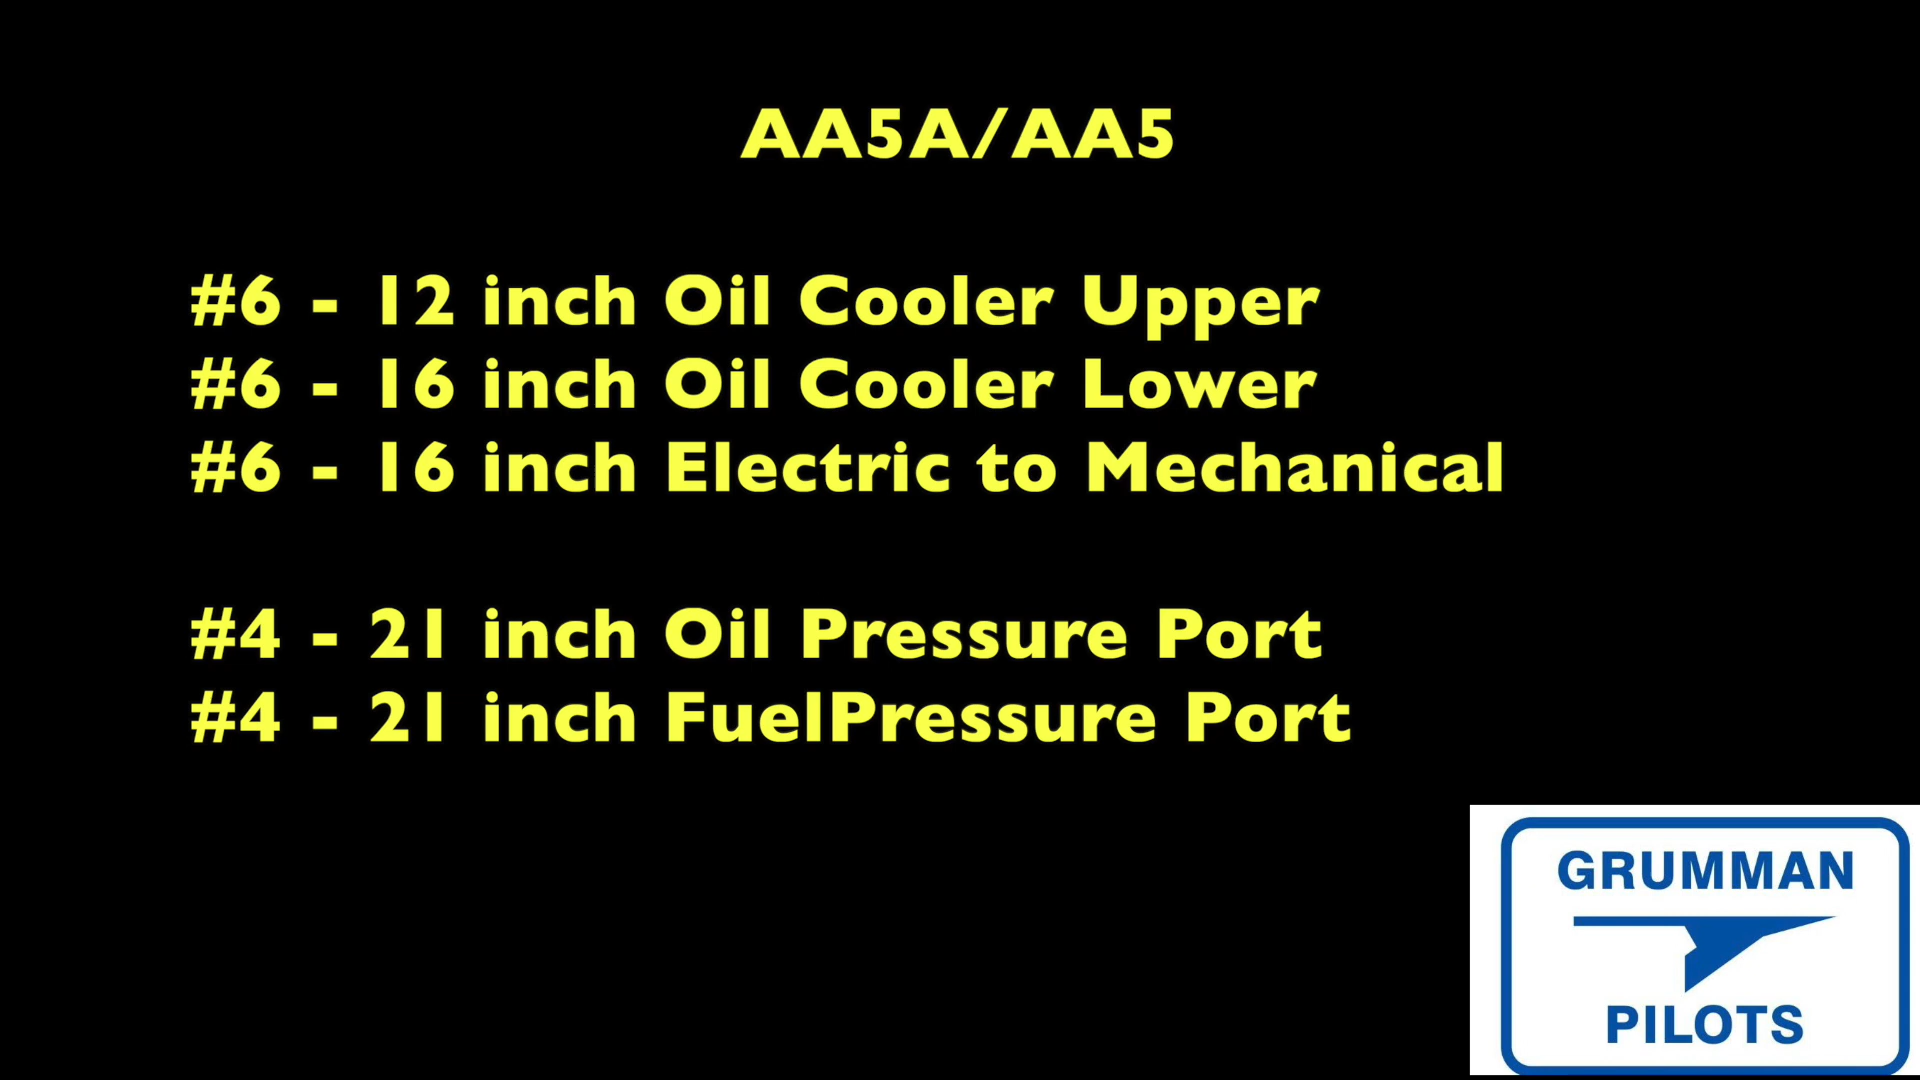 AA5A/AA5
#6 - 12 inch Oil Cooler Upper
#6 - 16 inch Oil Cooler Lower
#6 - 16 inch Electric to Mechanical
#4 - 21 inch Oil Pressure Port
#4 - 21 inch FuelPressure Port
GRUMMAN
PILOTS